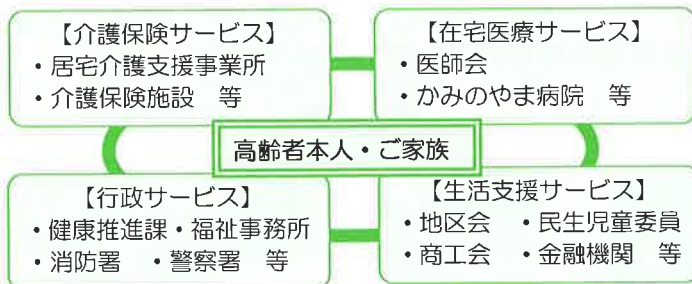 【介護保険サービス】
・居宅介護支援事業所
・介護保険施設　等
【在宅医療サービス】
・医師会
・かみのやま病院　等
高齢者本人・ご家族
【行政サービス】
・健康推進課・福祉事務所
・消防署　・警察署　等
【生活支援サービス】
・地区会　・民生児童委員
・商工会　・金融機関　等